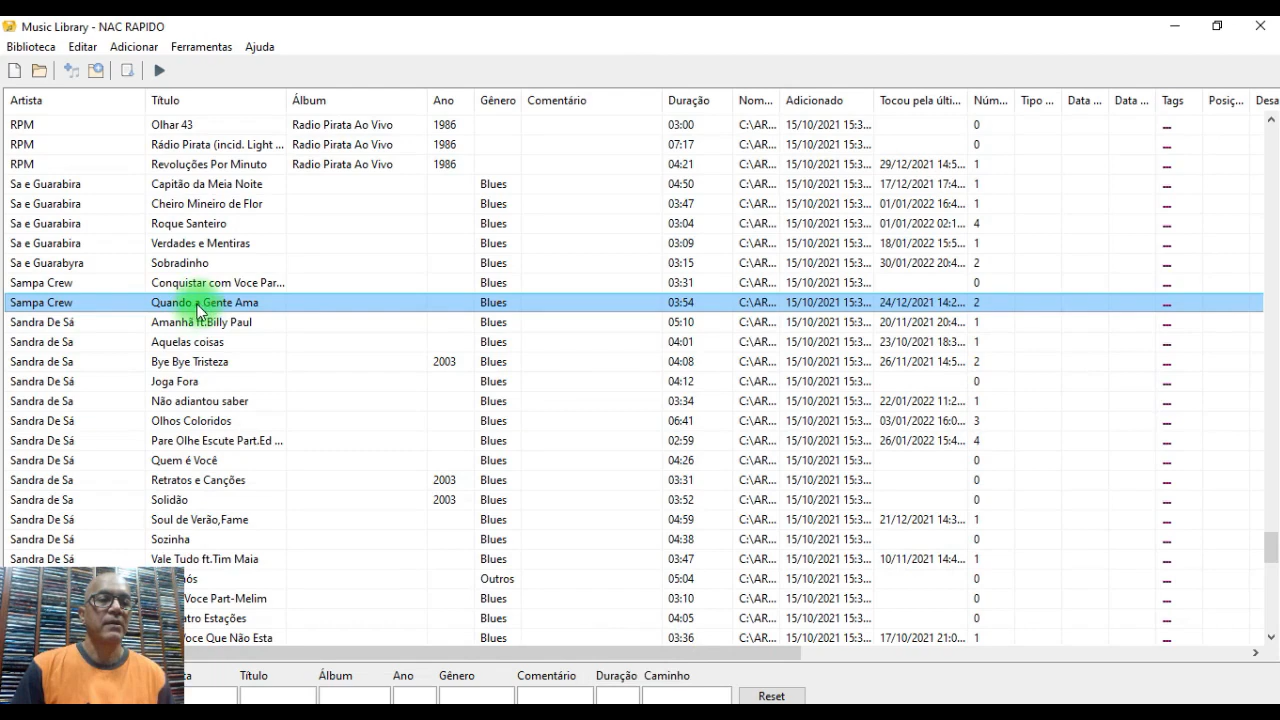 Music Library - NAC RAPIDO
Biblioteca Editar Adicionar Ferramentas Ajuda
Artista Título Álbum Ano Gênero Comentário Duração Nom... Adicionado Tocou pela últi... Núm... Tipo ... Data ... Data ... Tags Posiç... Desa
RPM Olhar 43 Radio Pirata Ao Vivo 1986 03:00 C:\AR... 15/10/2021 15:3... 0 ...
RPM Rádio Pirata (incid. Light ... Radio Pirata Ao Vivo 1986 07:17 C:\AR... 15/10/2021 15:3... 0 ...
RPM Revoluções Por Minuto Radio Pirata Ao Vivo 1986 04:21 C:\AR... 15/10/2021 15:3... 29/12/2021 14:5... 1 ...
Sa e Guarabira Capitão da Meia Noite Blues 04:50 C:\AR... 15/10/2021 15:3... 17/12/2021 17:4... 1 ...
Sa e Guarabira Cheiro Mineiro de Flor Blues 03:47 C:\AR... 15/10/2021 15:3... 01/01/2022 16:4... 1 ...
Sa e Guarabira Roque Santeiro Blues 03:04 C:\AR... 15/10/2021 15:3... 01/01/2022 02:1... 4 ...
Sa e Guarabira Verdades e Mentiras Blues 03:09 C:\AR... 15/10/2021 15:3... 18/01/2022 15:5... 1 ...
Sa e Guarabyra Sobradinho Blues 03:15 C:\AR... 15/10/2021 15:3... 30/01/2022 20:4... 2 ...
Sampa Crew Conquistar com Voce Par... Blues 03:31 C:\AR... 15/10/2021 15:3... 0 ...
Sampa Crew Quando a Gente Ama Blues 03:54 C:\AR... 15/10/2021 15:3... 24/12/2021 14:2... 2 ...
Sandra De Sá Amanhã ft.Billy Paul Blues 05:10 C:\AR... 15/10/2021 15:3... 20/11/2021 20:4... 1 ...
Sandra de Sa Aquelas coisas Blues 04:01 C:\AR... 15/10/2021 15:3... 23/10/2021 18:3... 1 ...
Sandra de Sa Bye Bye Tristeza 2003 Blues 04:08 C:\AR... 15/10/2021 15:3... 26/11/2021 14:5... 2 ...
Sandra De Sá Joga Fora Blues 04:12 C:\AR... 15/10/2021 15:3... 0 ...
Sandra de Sa Não adiantou saber Blues 03:34 C:\AR... 15/10/2021 15:3... 22/01/2022 11:2... 1 ...
Sandra De Sá Olhos Coloridos Blues 06:41 C:\AR... 15/10/2021 15:3... 03/01/2022 16:0... 3 ...
Sandra De Sá Pare Olhe Escute Part.Ed ... Blues 02:59 C:\AR... 15/10/2021 15:3... 26/01/2022 15:4... 4 ...
Sandra De Sá Quem é Você Blues 04:26 C:\AR... 15/10/2021 15:3... 0 ...
Sandra de Sa Retratos e Canções 2003 Blues 03:31 C:\AR... 15/10/2021 15:3... 0 ...
Sandra de Sa Solidão 2003 Blues 03:52 C:\AR... 15/10/2021 15:3... 0 ...
Sandra De Sá Soul de Verão,Fame Blues 04:59 C:\AR... 15/10/2021 15:3... 21/12/2021 14:3... 1 ...
Sandra De Sá Sozinha Blues 04:38 C:\AR... 15/10/2021 15:3... 0 ...
Sandra De Sá Vale Tudo ft.Tim Maia Blues 03:47 C:\AR... 15/10/2021 15:3... 10/11/2021 14:4... 1 ...
Outros 05:04 C:\AR... 15/10/2021 15:3... 0 ...
Voce Part-Melim Blues 03:10 C:\AR... 15/10/2021 15:3... 0 ...
Estações Blues 04:05 C:\AR... 15/10/2021 15:3... 0 ...
Voce Que Não Esta Blues 03:36 C:\AR... 15/10/2021 15:3... 17/10/2021 21:0... 1 ...
Título Álbum Ano Gênero Comentário Duração Caminho
Reset